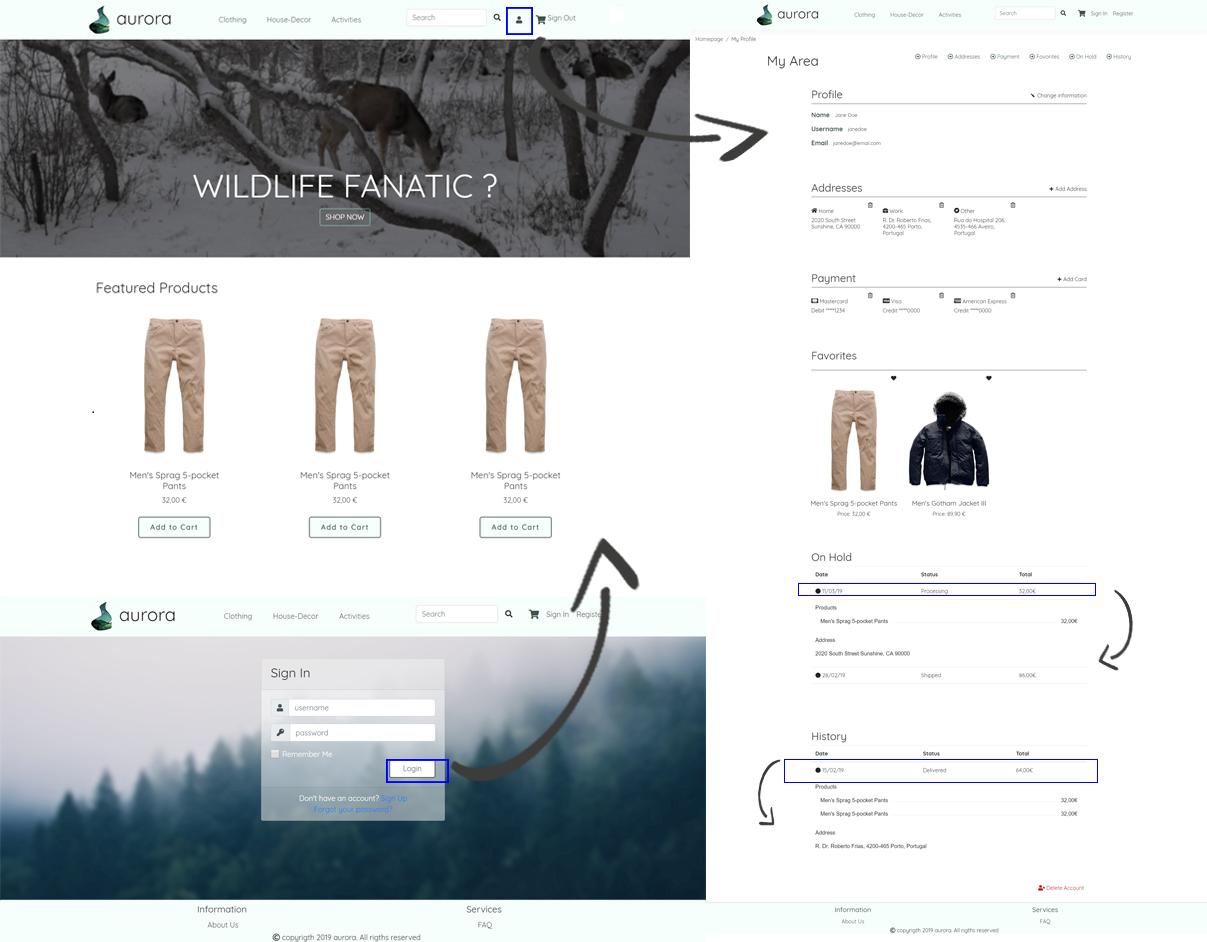 aurora
Clothing House-Decor Activities
Search
Sign Out
WILDLIFE FANATIC ?
SHOP NOW
Featured Products
Men's Sprag 5-pocket
Pants
32,00 €
Add to Cart
Men's Sprag 5-pocket
Pants
32,00 €
Add to Cart
Men's Sprag 5-pocket
Pants
32,00 €
Add to Cart
aurora
Clothing House-Decor Activities
Search
Sign In Registe
Sign In
username
password
Remember Me
Login
Don't have an account? Sign Up
Forgot your password?
Information
About Us
Services
FAQ
© copyrigth 2019 aurora. All rigths reserved
aurora
Clothing House-Decor Activities
Search
Sign In Register
Homepage / My Profile
My Area
Profile Addresses Payment Favorites On Hold History
Profile
Change information
Name Jane Doe
Username janedoe
Email janedoe@email.com
Addresses
+ Add Address
Home
2020 South Street
Sunshine, CA 90000
Work
R. Dr. Roberto Frias,
4200-465 Porto,
Portugal
Other
Rua do Hospital 206,
4535-466 Aveiro,
Portugal
Payment
+ Add Card
Mastercard
Debit ****1234
Visa
Credit ****0000
American Express
Credit ****0000
Favorites
Men's Sprag 5-pocket Pants
Price: 32,00 €
Men's Gotham Jacket III
Price: 89,90 €
On Hold
Date Status Total
11/03/19 Processing 32,00€
Products
Men's Sprag 5-pocket Pants 32,00€
Address
2020 South Street Sunshine, CA 90000
28/02/19 Shipped 96,00€
History
Date Status Total
15/02/19 Delivered 64,00€
Products
Men's Sprag 5-pocket Pants 32,00€
Men's Sprag 5-pocket Pants 32,00€
Address
R. Dr. Roberto Frias, 4200-465 Porto, Portugal
Delete Account
Information
About Us
Services
FAQ
© copyrigth 2019 aurora. All rigths reserved